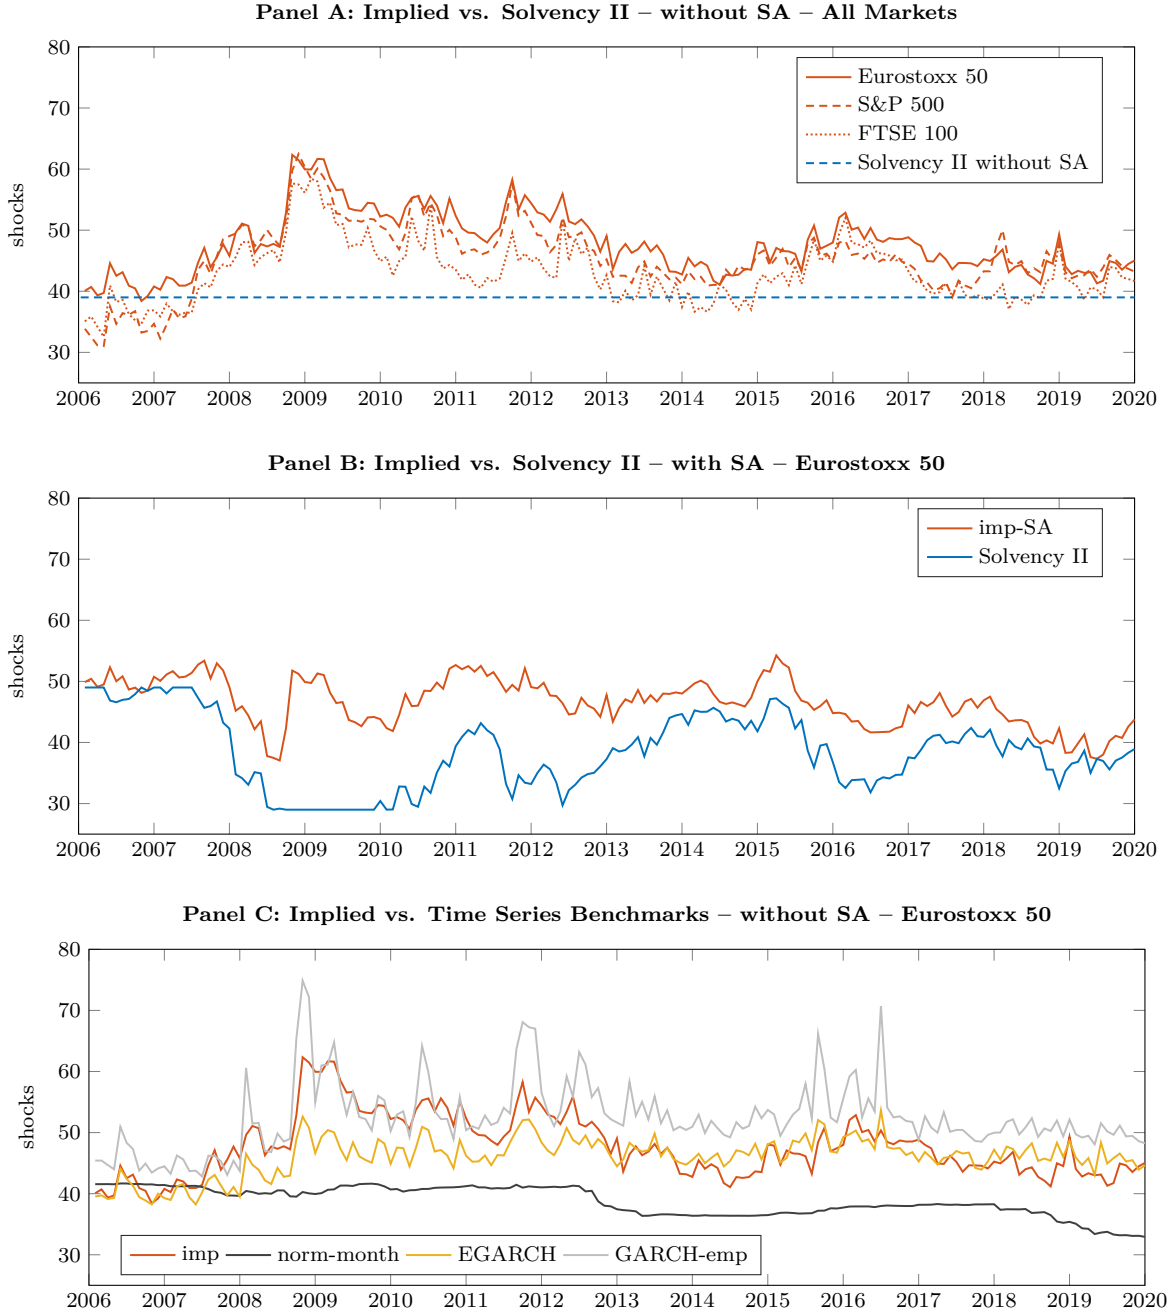 Panel A: Implied vs. Solvency II – without SA – All Markets
80
70
60
50
40
30
shocks
Eurostoxx 50
S&P 500
FTSE 100
Solvency II without SA
2006 2007 2008 2009 2010 2011 2012 2013 2014 2015 2016 2017 2018 2019 2020
Panel B: Implied vs. Solvency II – with SA – Eurostoxx 50
80
70
60
50
40
30
shocks
imp-SA
Solvency II
2006 2007 2008 2009 2010 2011 2012 2013 2014 2015 2016 2017 2018 2019 2020
Panel C: Implied vs. Time Series Benchmarks – without SA – Eurostoxx 50
80
70
60
50
40
30
shocks
imp norm-month EGARCH GARCH-emp
2006 2007 2008 2009 2010 2011 2012 2013 2014 2015 2016 2017 2018 2019 2020